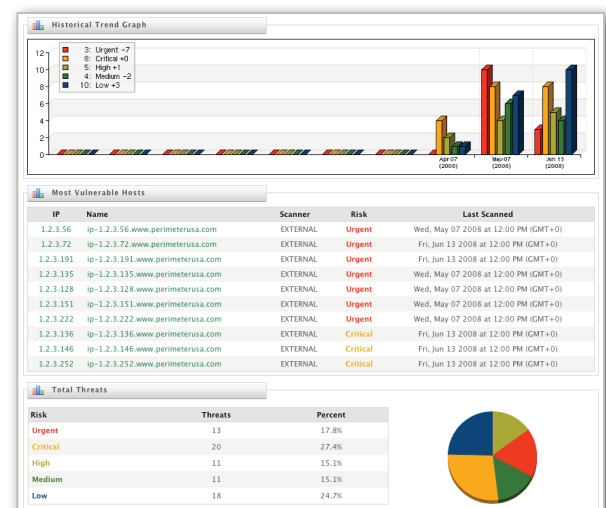 Historical Trend Graph
3: Urgent -7
8: Critical +0
5: High +1
4: Medium -2
10: Low +3
12
10
8
6
4
2
0
Apr 07 (2008)
May 07 (2008)
Jun 13 (2008)
Most Vulnerable Hosts
IP Name Scanner Risk Last Scanned
1.2.3.56 ip-1.2.3.56.www.perimeterusa.com EXTERNAL Urgent Wed, May 07 2008 at 12:00 PM (GMT+0)
1.2.3.72 ip-1.2.3.72.www.perimeterusa.com EXTERNAL Urgent Fri, Jun 13 2008 at 12:00 PM (GMT+0)
1.2.3.191 ip-1.2.3.191.www.perimeterusa.com EXTERNAL Urgent Fri, Jun 13 2008 at 12:00 PM (GMT+0)
1.2.3.135 ip-1.2.3.135.www.perimeterusa.com EXTERNAL Urgent Wed, May 07 2008 at 12:00 PM (GMT+0)
1.2.3.128 ip-1.2.3.128.www.perimeterusa.com EXTERNAL Urgent Wed, May 07 2008 at 12:00 PM (GMT+0)
1.2.3.151 ip-1.2.3.151.www.perimeterusa.com EXTERNAL Urgent Wed, May 07 2008 at 12:00 PM (GMT+0)
1.2.3.222 ip-1.2.3.222.www.perimeterusa.com EXTERNAL Urgent Wed, May 07 2008 at 12:00 PM (GMT+0)
1.2.3.136 ip-1.2.3.136.www.perimeterusa.com EXTERNAL Critical Fri, Jun 13 2008 at 12:00 PM (GMT+0)
1.2.3.146 ip-1.2.3.146.www.perimeterusa.com EXTERNAL Critical Fri, Jun 13 2008 at 12:00 PM (GMT+0)
1.2.3.252 ip-1.2.3.252.www.perimeterusa.com EXTERNAL Critical Fri, Jun 13 2008 at 12:00 PM (GMT+0)
Total Threats
Risk Threats Percent
Urgent 13 17.8%
Critical 20 27.4%
High 11 15.1%
Medium 11 15.1%
Low 18 24.7%